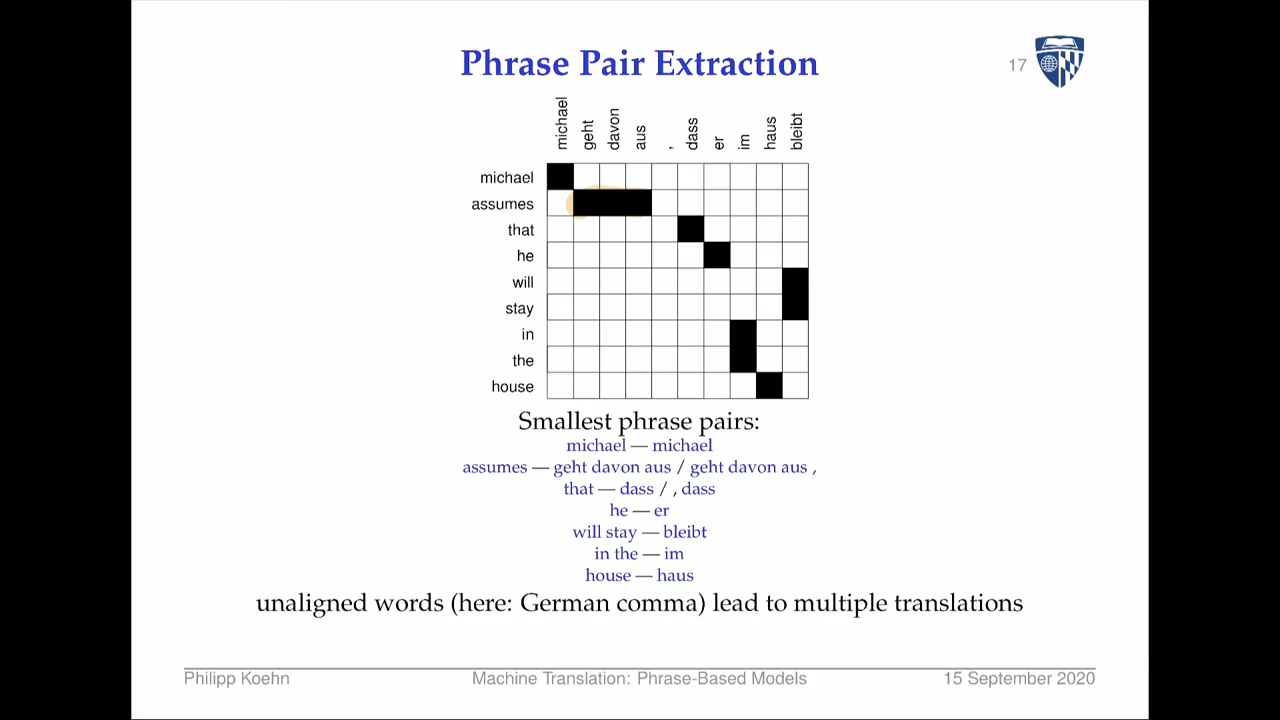 Phrase Pair Extraction
17
michael geht davon aus , dass er im haus bleibt
michael
assumes
that
he
will
stay
in
the
house
Smallest phrase pairs:
michael — michael
assumes — geht davon aus / geht davon aus ,
that — dass / , dass
he — er
will stay — bleibt
in the — im
house — haus
unaligned words (here: German comma) lead to multiple translations
Philipp Koehn Machine Translation: Phrase-Based Models 15 September 2020